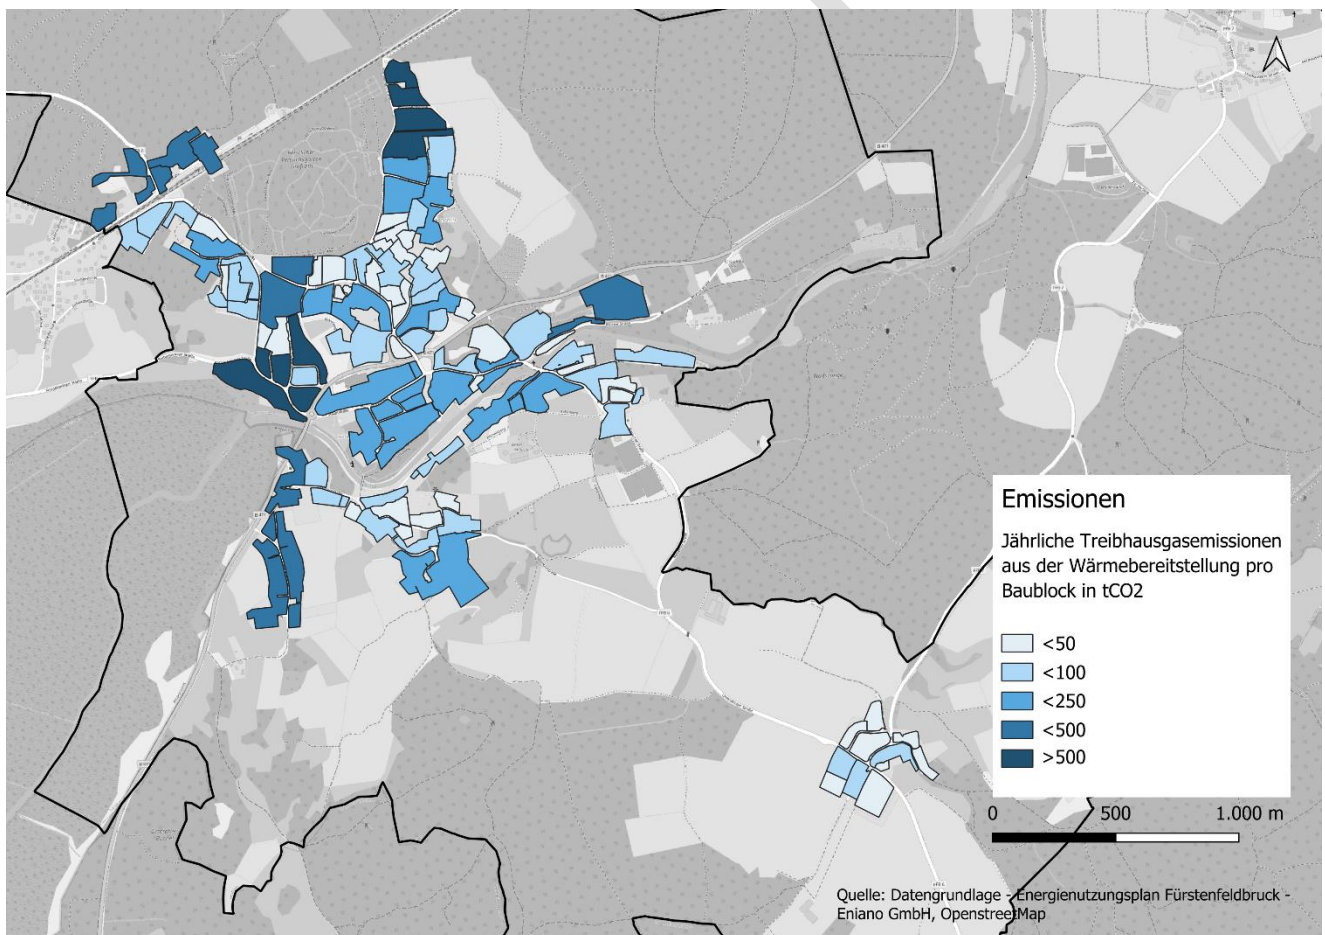 B 471
Emissionen
Jährliche Treibhausgasemissionen
aus der Wärmebereitstellung pro
Baublock in tCO2
<50
<100
<250
<500
>500
0 500 1.000 m
Quelle: Datengrundlage - Energienutzungsplan Fürstenfeldbruck -
Eniano GmbH, OpenstreetMap